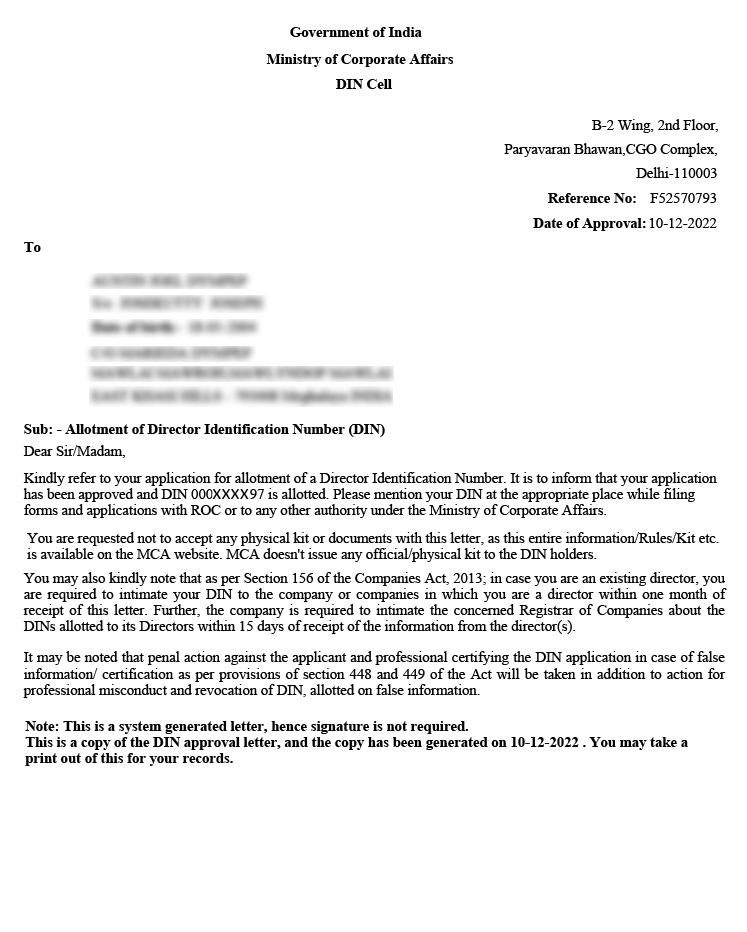 Government of India
Ministry of Corporate Affairs
DIN Cell
B-2 Wing, 2nd Floor,
Paryavaran Bhawan,CGO Complex,
Delhi-110003
Reference No: F52570793
Date of Approval: 10-12-2022
To
Sub: - Allotment of Director Identification Number (DIN)
Dear Sir/Madam,
Kindly refer to your application for allotment of a Director Identification Number. It is to inform that your application
has been approved and DIN 000XXXX97 is allotted. Please mention your DIN at the appropriate place while filing
forms and applications with ROC or to any other authority under the Ministry of Corporate Affairs.
You are requested not to accept any physical kit or documents with this letter, as this entire information/Rules/Kit etc.
is available on the MCA website. MCA doesn't issue any official/physical kit to the DIN holders.
You may also kindly note that as per Section 156 of the Companies Act, 2013; in case you are an existing director, you
are required to intimate your DIN to the company or companies in which you are a director within one month of
receipt of this letter. Further, the company is required to intimate the concerned Registrar of Companies about the
DINs allotted to its Directors within 15 days of receipt of the information from the director(s).
It may be noted that penal action against the applicant and professional certifying the DIN application in case of false
information/ certification as per provisions of section 448 and 449 of the Act will be taken in addition to action for
professional misconduct and revocation of DIN, allotted on false information.
Note: This is a system generated letter, hence signature is not required.
This is a copy of the DIN approval letter, and the copy has been generated on 10-12-2022 . You may take a
print out of this for your records.